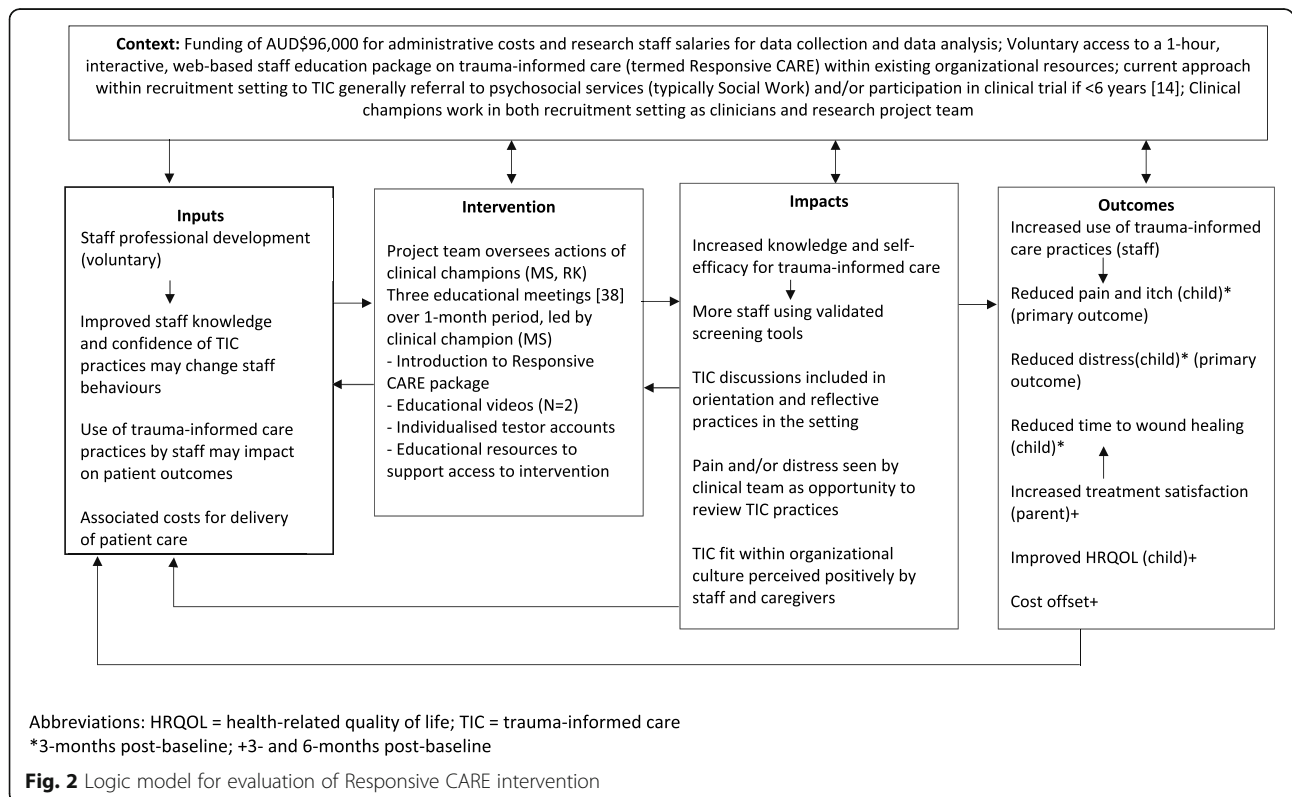 Context: Funding of AUD$96,000 for administrative costs and research staff salaries for data collection and data analysis; Voluntary access to a 1-hour,
interactive, web-based staff education package on trauma-informed care (termed Responsive CARE) within existing organizational resources; current approach
within recruitment setting to TIC generally referral to psychosocial services (typically Social Work) and/or participation in clinical trial if <6 years [14]; Clinical
champions work in both recruitment setting as clinicians and research project team
Inputs
Staff professional development
(voluntary)
Improved staff knowledge
and confidence of TIC
practices may change staff
behaviours
Use of trauma-informed care
practices by staff may impact
on patient outcomes
Associated costs for delivery
of patient care
Intervention
Project team oversees actions of
clinical champions (MS, RK)
Three educational meetings [38]
over 1-month period, led by
clinical champion (MS)
- Introduction to Responsive
CARE package
- Educational videos (N=2)
- Individualised testor accounts
- Educational resources to
support access to intervention
Impacts
Increased knowledge and self-
efficacy for trauma-informed care
More staff using validated
screening tools
TIC discussions included in
orientation and reflective
practices in the setting
Pain and/or distress seen by
clinical team as opportunity to
review TIC practices
TIC fit within organizational
culture perceived positively by
staff and caregivers
Outcomes
Increased use of trauma-informed
care practices (staff)
Reduced pain and itch (child)*
(primary outcome)
Reduced distress(child)* (primary
outcome)
Reduced time to wound healing
(child)*
Increased treatment satisfaction
(parent)+
Improved HRQOL (child)+
Cost offset+
Abbreviations: HRQOL = health-related quality of life; TIC = trauma-informed care
*3-months post-baseline; +3- and 6-months post-baseline
Fig. 2 Logic model for evaluation of Responsive CARE intervention